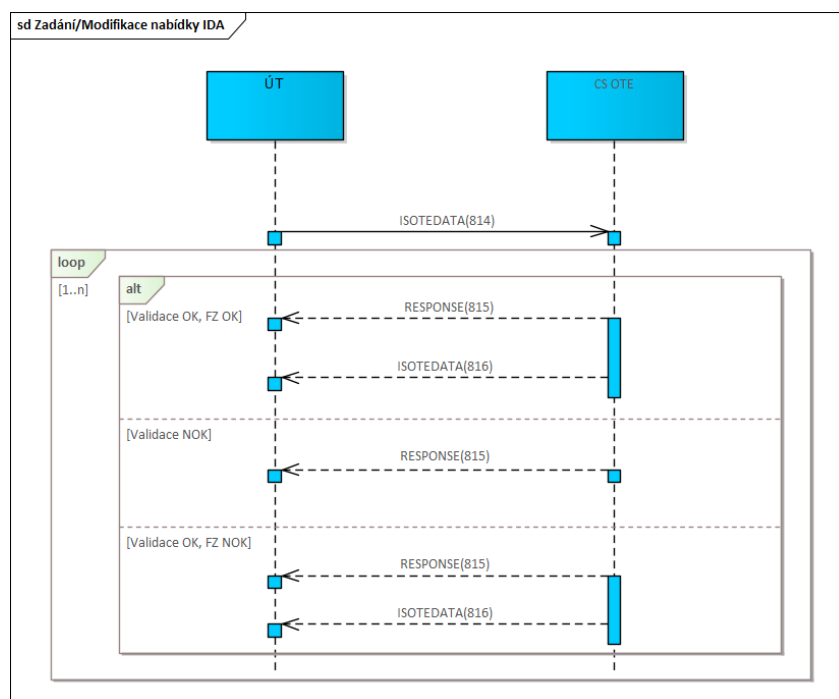 sd Zadání/Modifikace nabídky IDA
ÚT
CS OTE
ISOTEDATA(814)
loop
[1..n]
alt
[Validace OK, FZ OK]
RESPONSE(815)
ISOTEDATA(816)
[Validace NOK]
RESPONSE(815)
[Validace OK, FZ NOK]
RESPONSE(815)
ISOTEDATA(816)